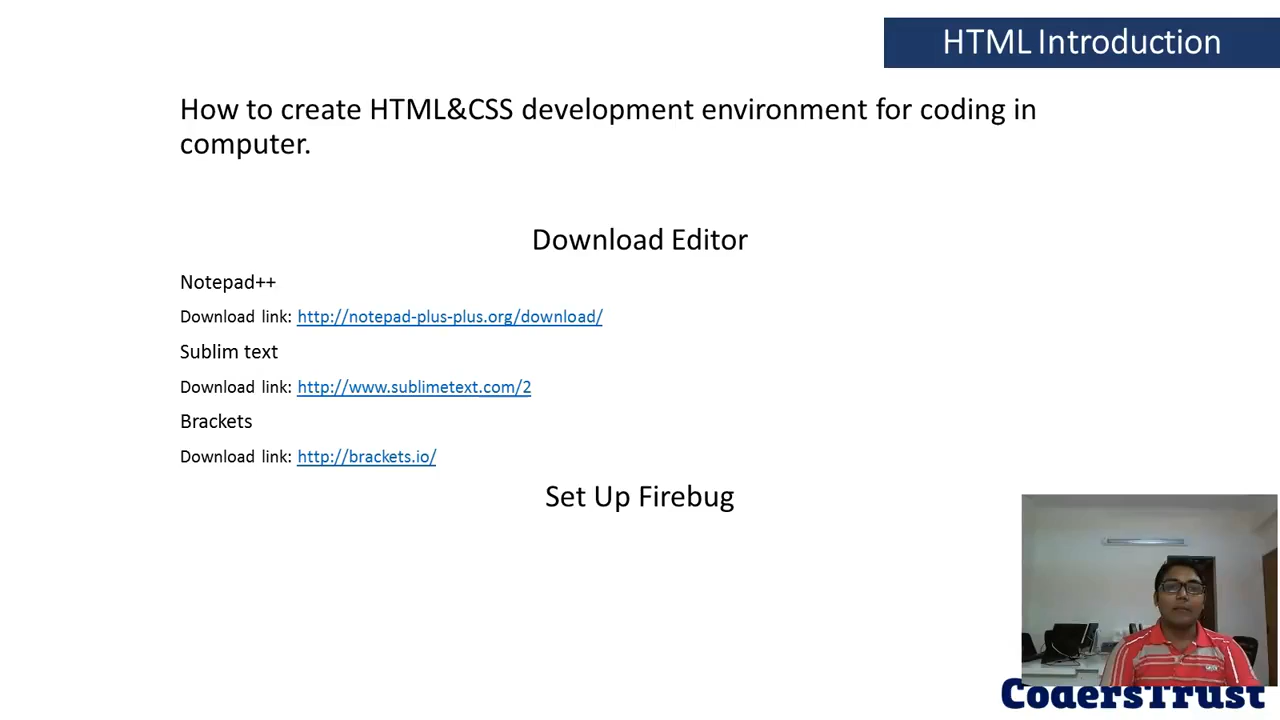 HTML Introduction
How to create HTML&CSS development environment for coding in
computer.
Download Editor
Notepad++
Download link: http://notepad-plus-plus.org/download/
Sublim text
Download link: http://www.sublimetext.com/2
Brackets
Download link: http://brackets.io/
Set Up Firebug
CodersTrust